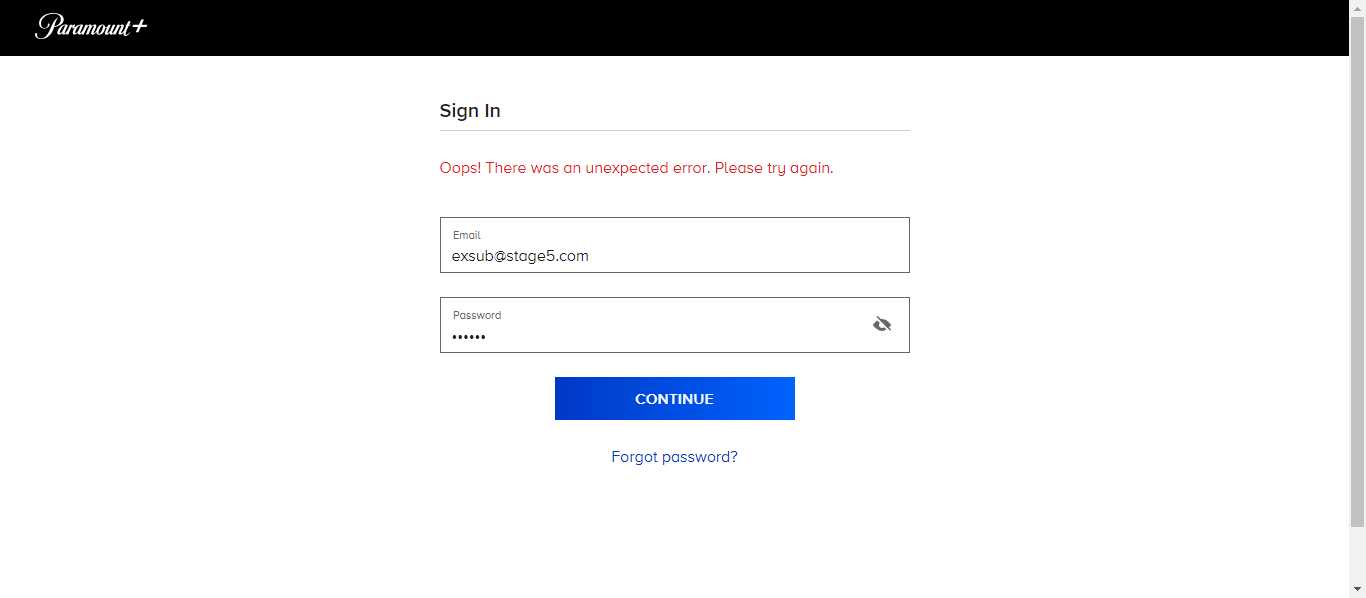 Paramount+
Sign In
Oops! There was an unexpected error. Please try again.
Email
exsub@stage5.com
Password
••••••
CONTINUE
Forgot password?